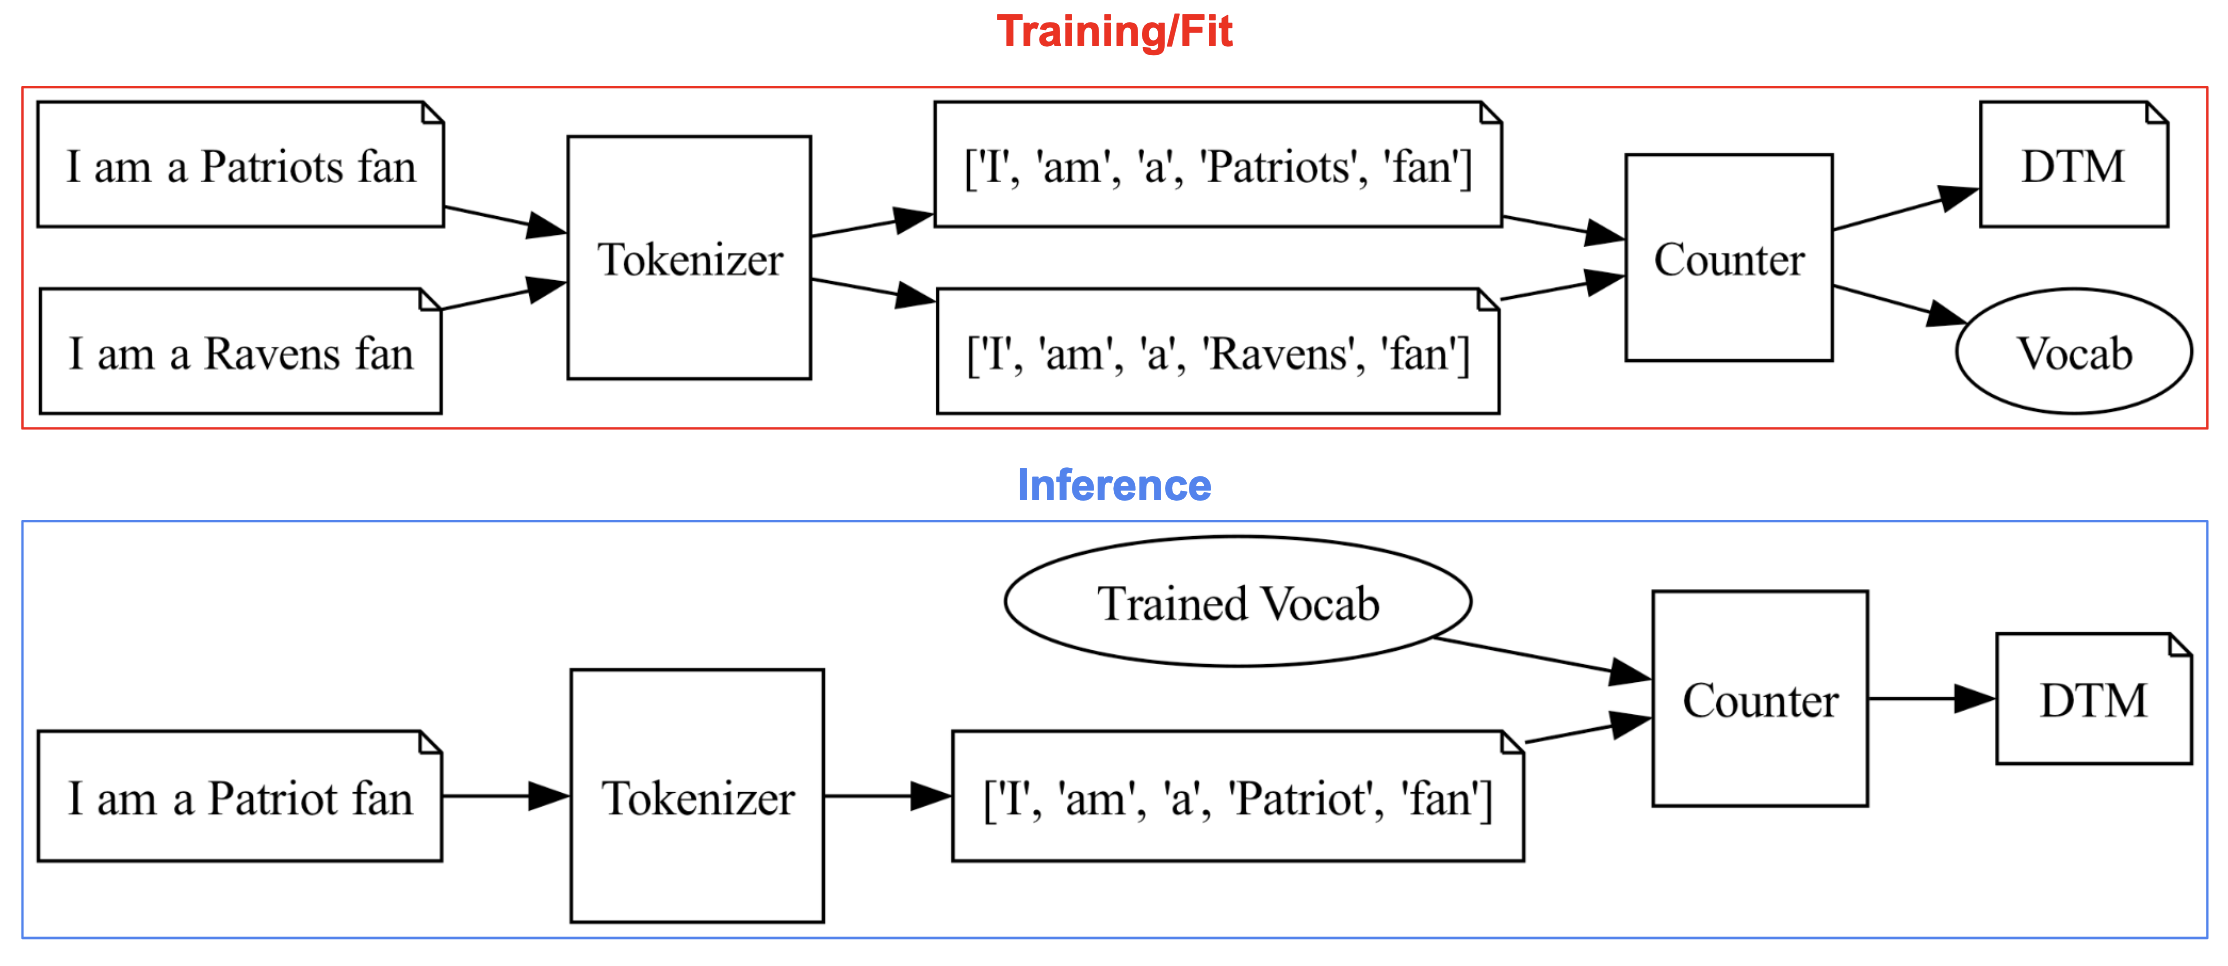 Training/Fit
I am a Patriots fan
I am a Ravens fan
Tokenizer
['I', 'am', 'a', 'Patriots', 'fan']
['I', 'am', 'a', 'Ravens', 'fan']
Counter
DTM
Vocab
Inference
I am a Patriot fan
Tokenizer
Trained Vocab
['I', 'am', 'a', 'Patriot', 'fan']
Counter
DTM